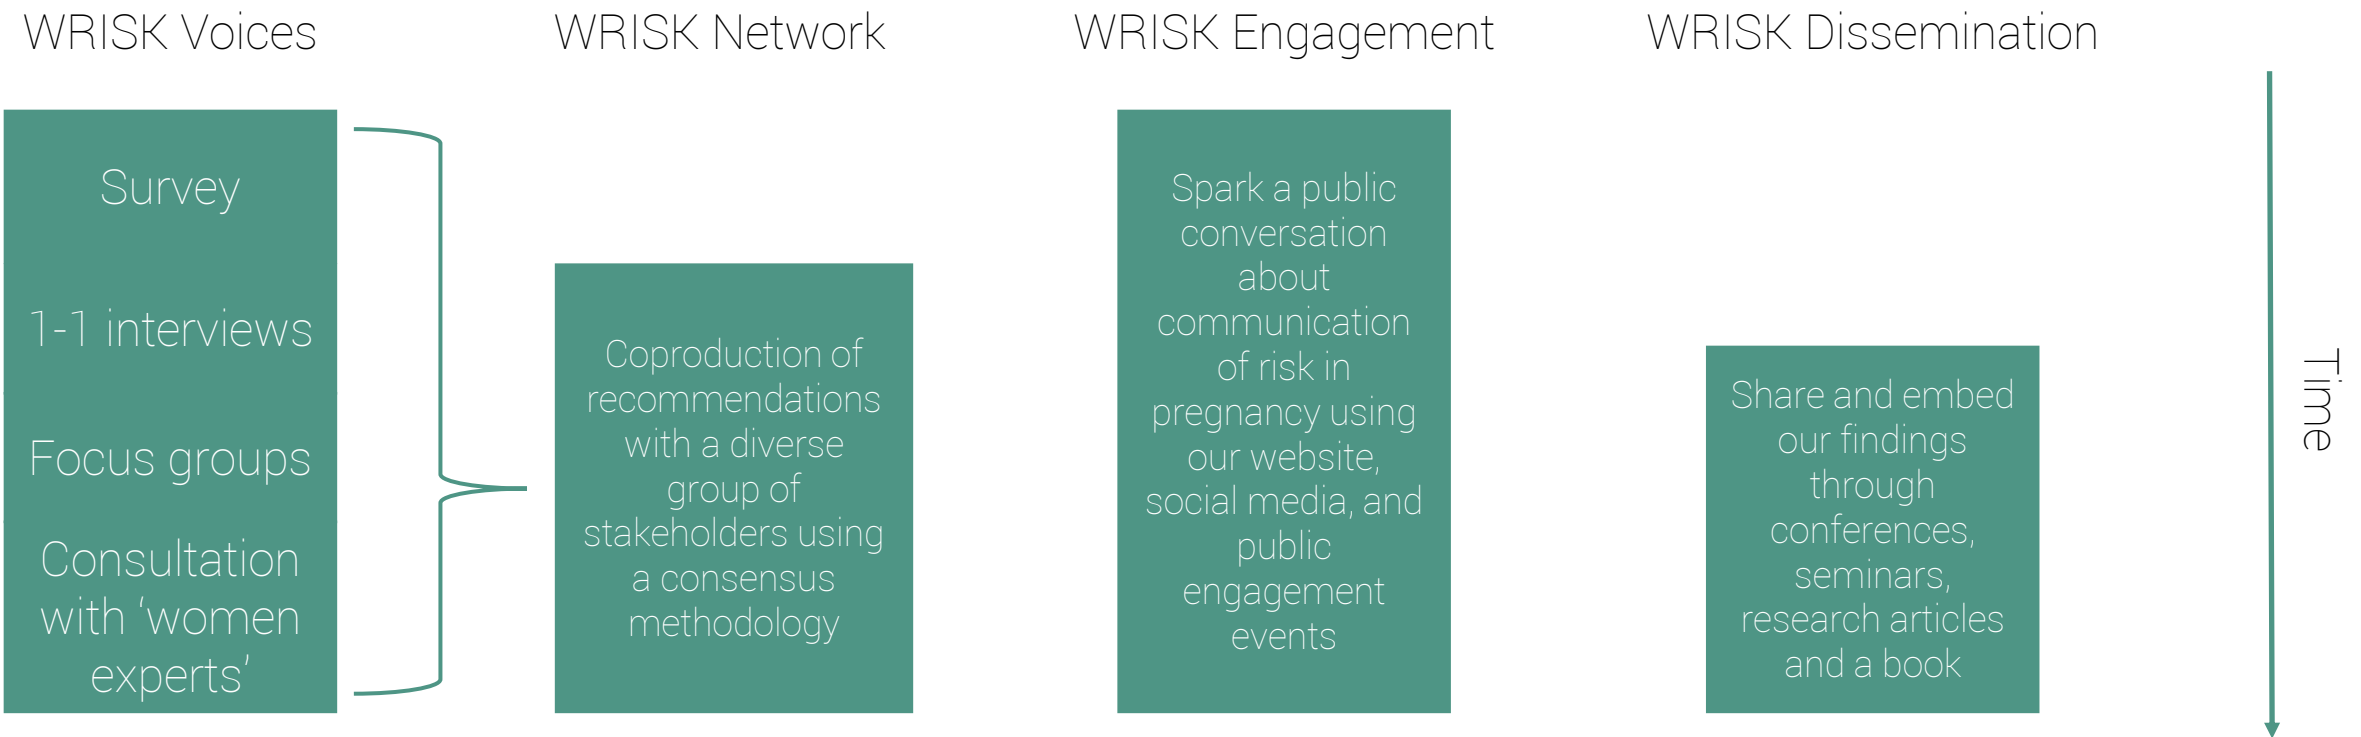 WRISK Voices
WRISK Network
WRISK Engagement
WRISK Dissemination
Survey
1-1 interviews
Focus groups
Consultation
with ‘women
experts’
Coproduction of
recommendations
with a diverse
group of
stakeholders using
a consensus
methodology
Spark a public
conversation
about
communication
of risk in
pregnancy using
our website,
social media, and
public
engagement
events
Share and embed
our findings
through
conferences,
seminars,
research articles
and a book
Time